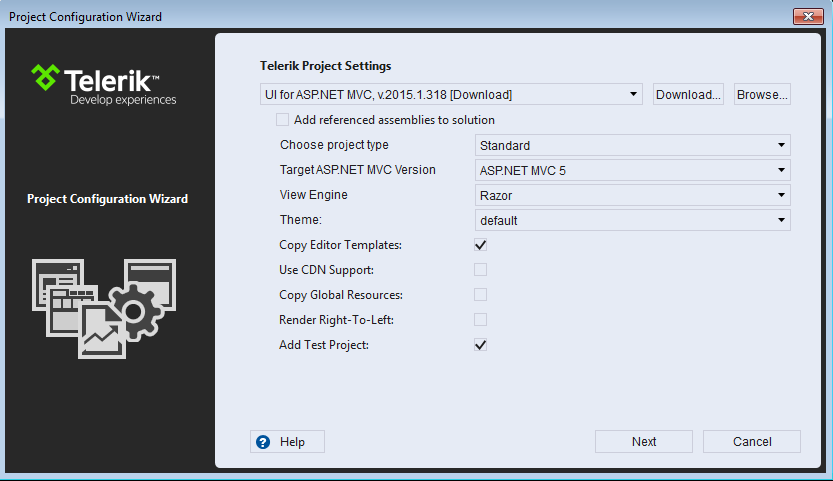 Project Configuration Wizard
Telerik™
Develop experiences
Project Configuration Wizard
Telerik Project Settings
UI for ASP.NET MVC, v.2015.1.318 [Download] Download... Browse...
Add referenced assemblies to solution
Choose project type Standard
Target ASP.NET MVC Version ASP.NET MVC 5
View Engine Razor
Theme: default
Copy Editor Templates:
Use CDN Support:
Copy Global Resources:
Render Right-To-Left:
Add Test Project:
? Help Next Cancel